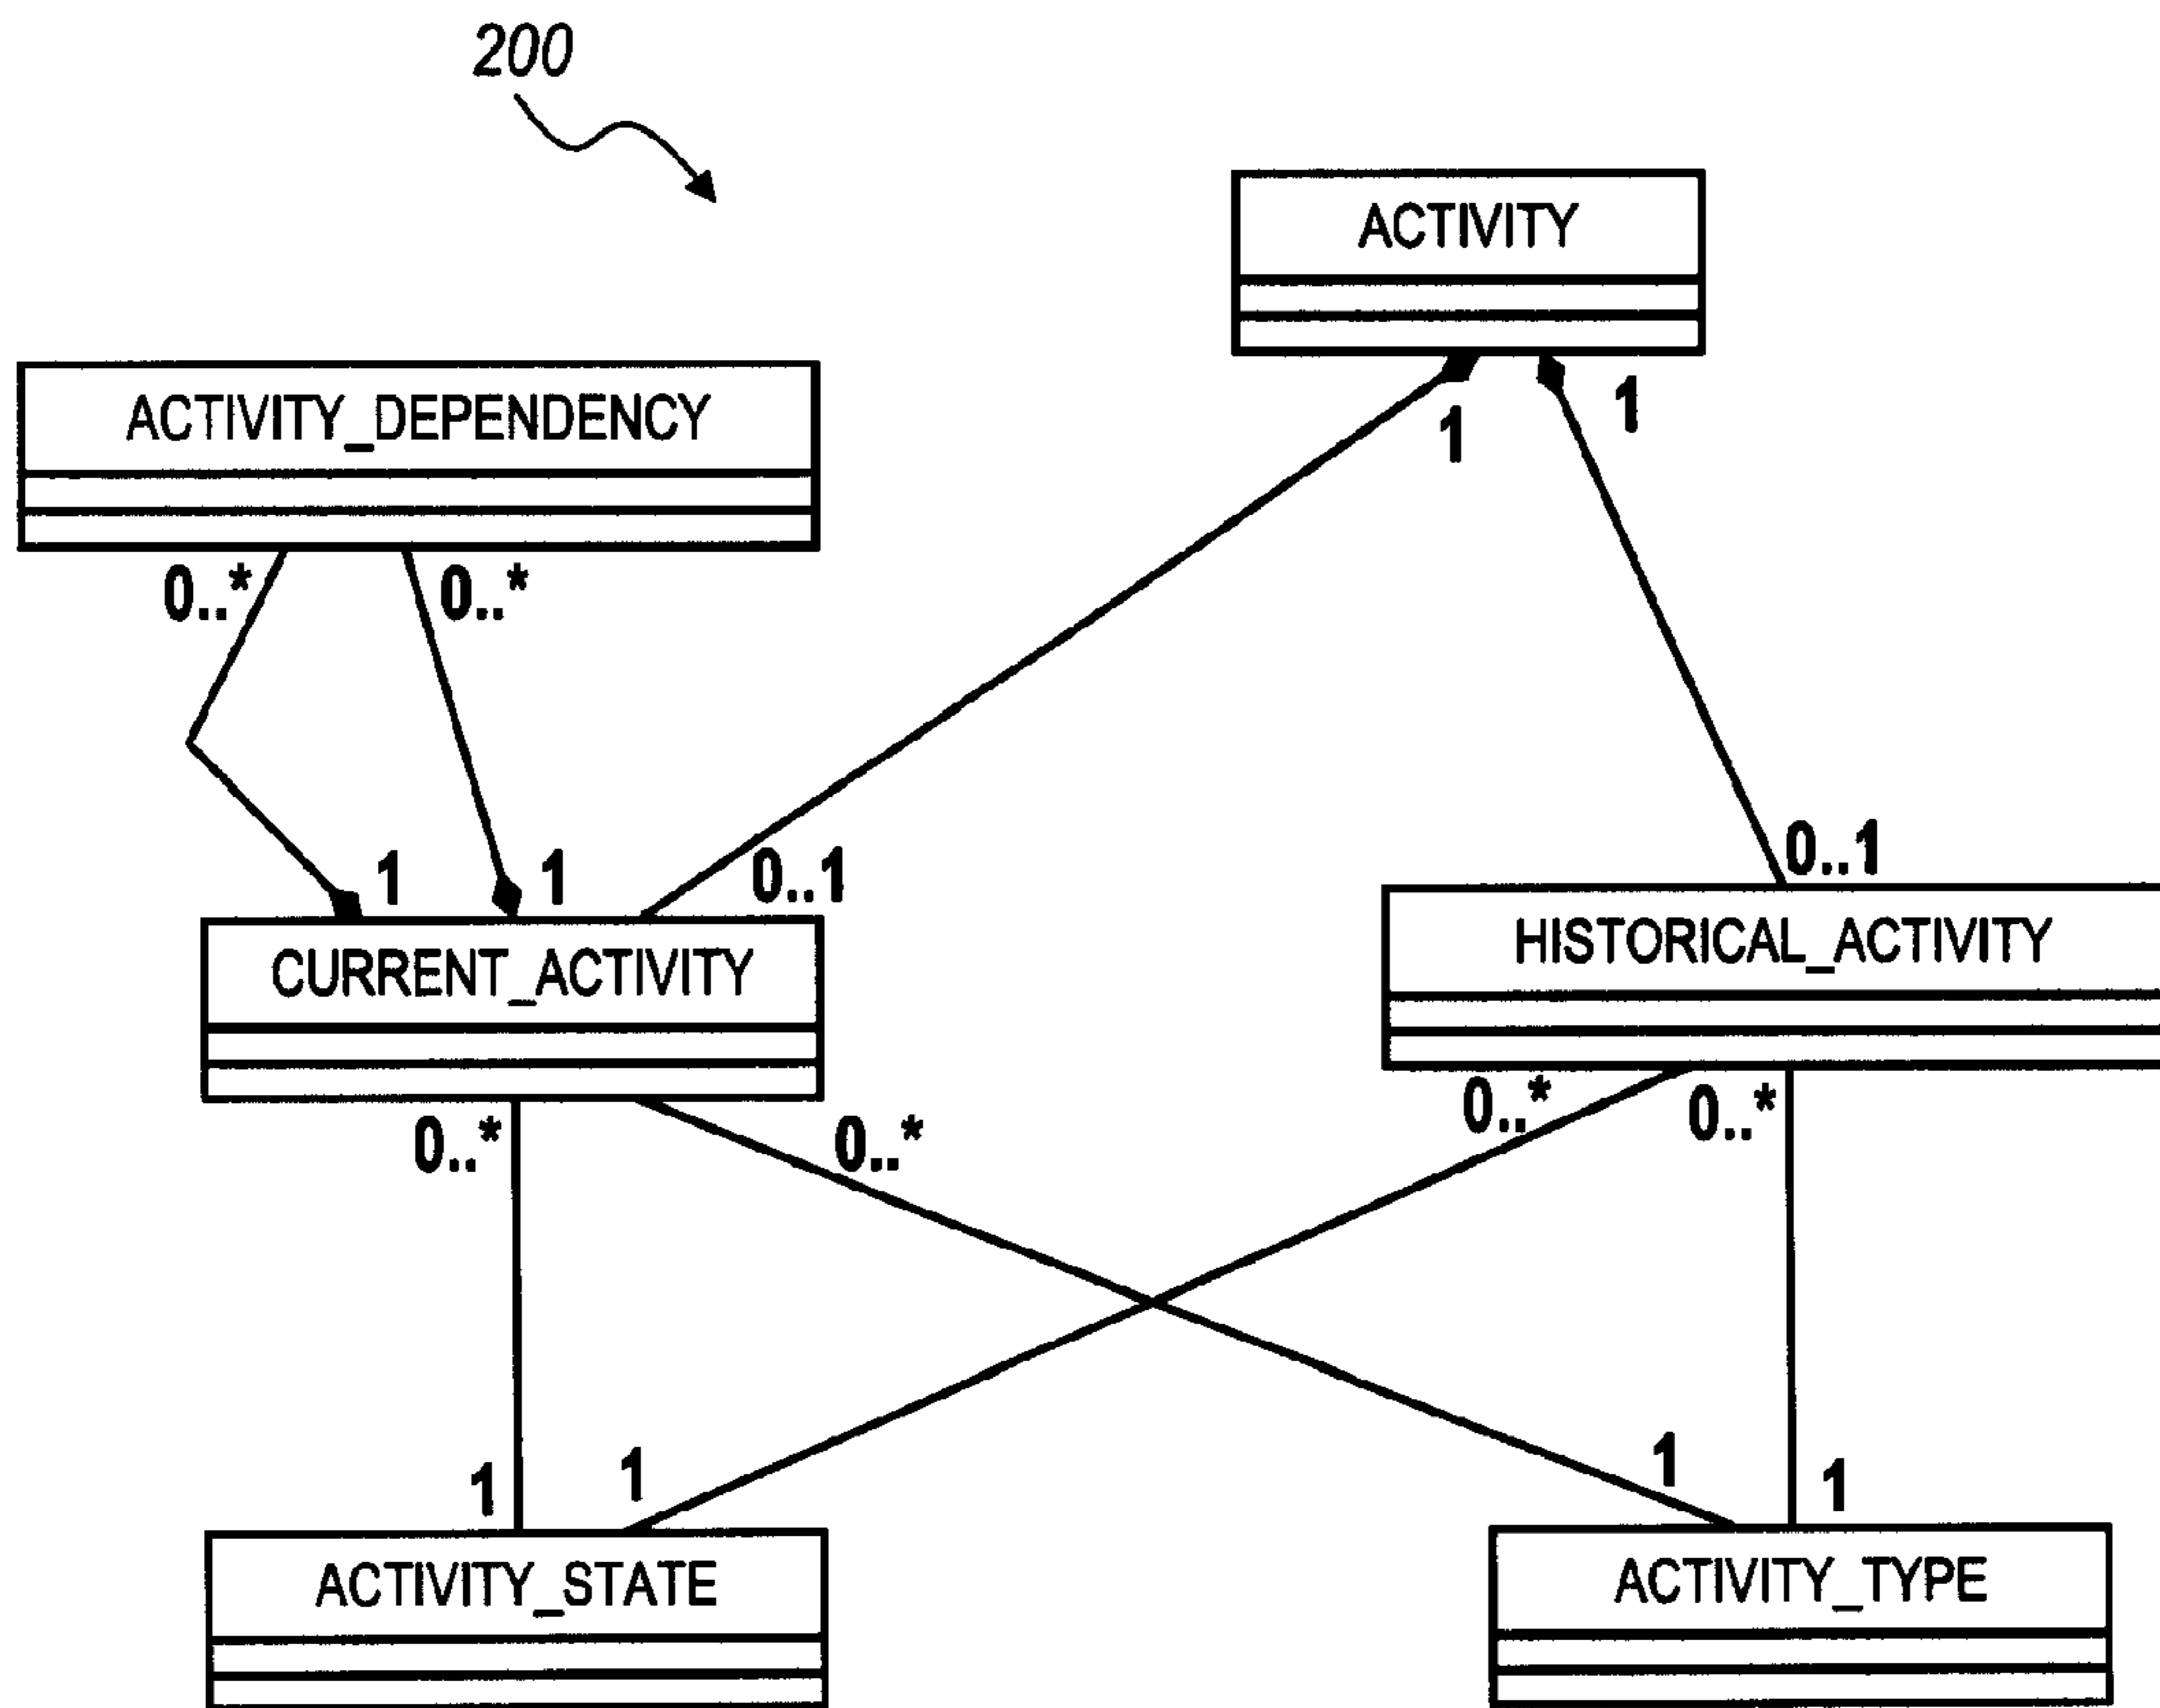 200
ACTIVITY
ACTIVITY_DEPENDENCY
1 1
0..* 0..*
1 1 0..1 0..1
CURRENT_ACTIVITY HISTORICAL_ACTIVITY
0..* 0..* 0..* 0..*
1 1 1 1
ACTIVITY_STATE ACTIVITY_TYPE